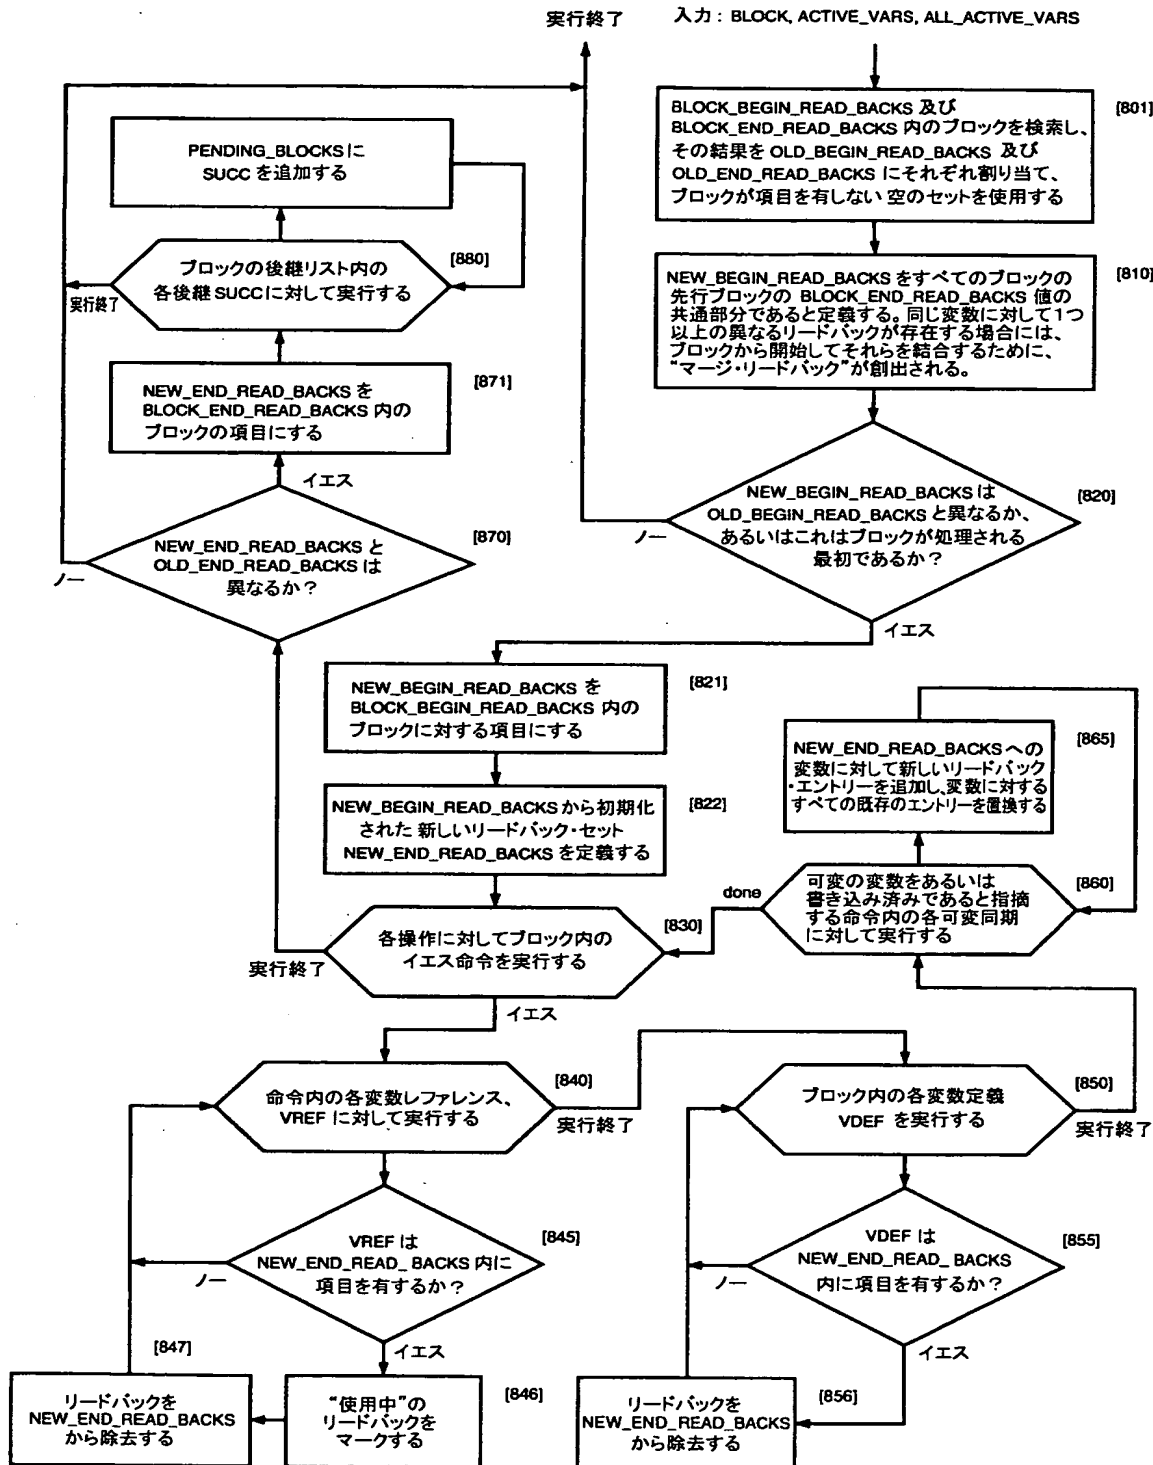 実行終了
入力：BLOCK, ACTIVE_VARS, ALL_ACTIVE_VARS
BLOCK_BEGIN_READ_BACKS 及び
BLOCK_END_READ_BACKS 内のブロックを検索し、
その結果を OLD_BEGIN_READ_BACKS 及び
OLD_END_READ_BACKS にそれぞれ割り当て、
ブロックが項目を有しない 空のセットを使用する
[801]
NEW_BEGIN_READ_BACKS をすべてのブロックの
先行ブロックの BLOCK_END_READ_BACKS 値の
共通部分であると定義する。同じ変数に対して１つ
以上の異なるリードバックが存在する場合には、
ブロックから開始してそれらを結合するために、
“マージ・リードバック”が創出される。
[810]
NEW_BEGIN_READ_BACKS は
OLD_BEGIN_READ_BACKS と異なるか、
あるいはこれはブロックが処理される
最初であるか？
[820]
ノー
イエス
PENDING_BLOCKS に
SUCC を追加する
ブロックの後継リスト内の
各後継 SUCC に対して実行する
[880]
実行終了
NEW_END_READ_BACKS を
BLOCK_END_READ_BACKS 内の
ブロックの項目にする
[871]
イエス
NEW_END_READ_BACKS と
OLD_END_READ_BACKS は
異なるか？
[870]
ノー
NEW_BEGIN_READ_BACKS を
BLOCK_BEGIN_READ_BACKS 内の
ブロックに対する項目にする
[821]
NEW_BEGIN_READ_BACKS から初期化
された 新しいリードバック・セット
NEW_END_READ_BACKS を定義する
[822]
NEW_END_READ_BACKS への
変数に対して新しいリードバック
・エントリーを追加し、変数に対する
すべての既存のエントリーを置換する
[865]
可変の変数をあるいは
書き込み済みであると指摘
する命令内の各可変同期
に対して実行する
[860]
done
各操作に対してブロック内の
イエス命令を実行する
[830]
実行終了
イエス
命令内の各変数レファレンス、
VREF に対して実行する
[840]
実行終了
ブロック内の各変数定義
VDEF を実行する
[850]
実行終了
VREF は
NEW_END_READ_ BACKS 内に
項目を有するか？
[845]
ノー
イエス
VDEF は
NEW_END_READ_ BACKS
内に項目を有するか？
[855]
ノー
イエス
[847]
リードバックを
NEW_END_READ_BACKS
から除去する
“使用中”の
リードバックを
マークする
[846]
リードバックを
NEW_END_READ_BACKS
から除去する
[856]